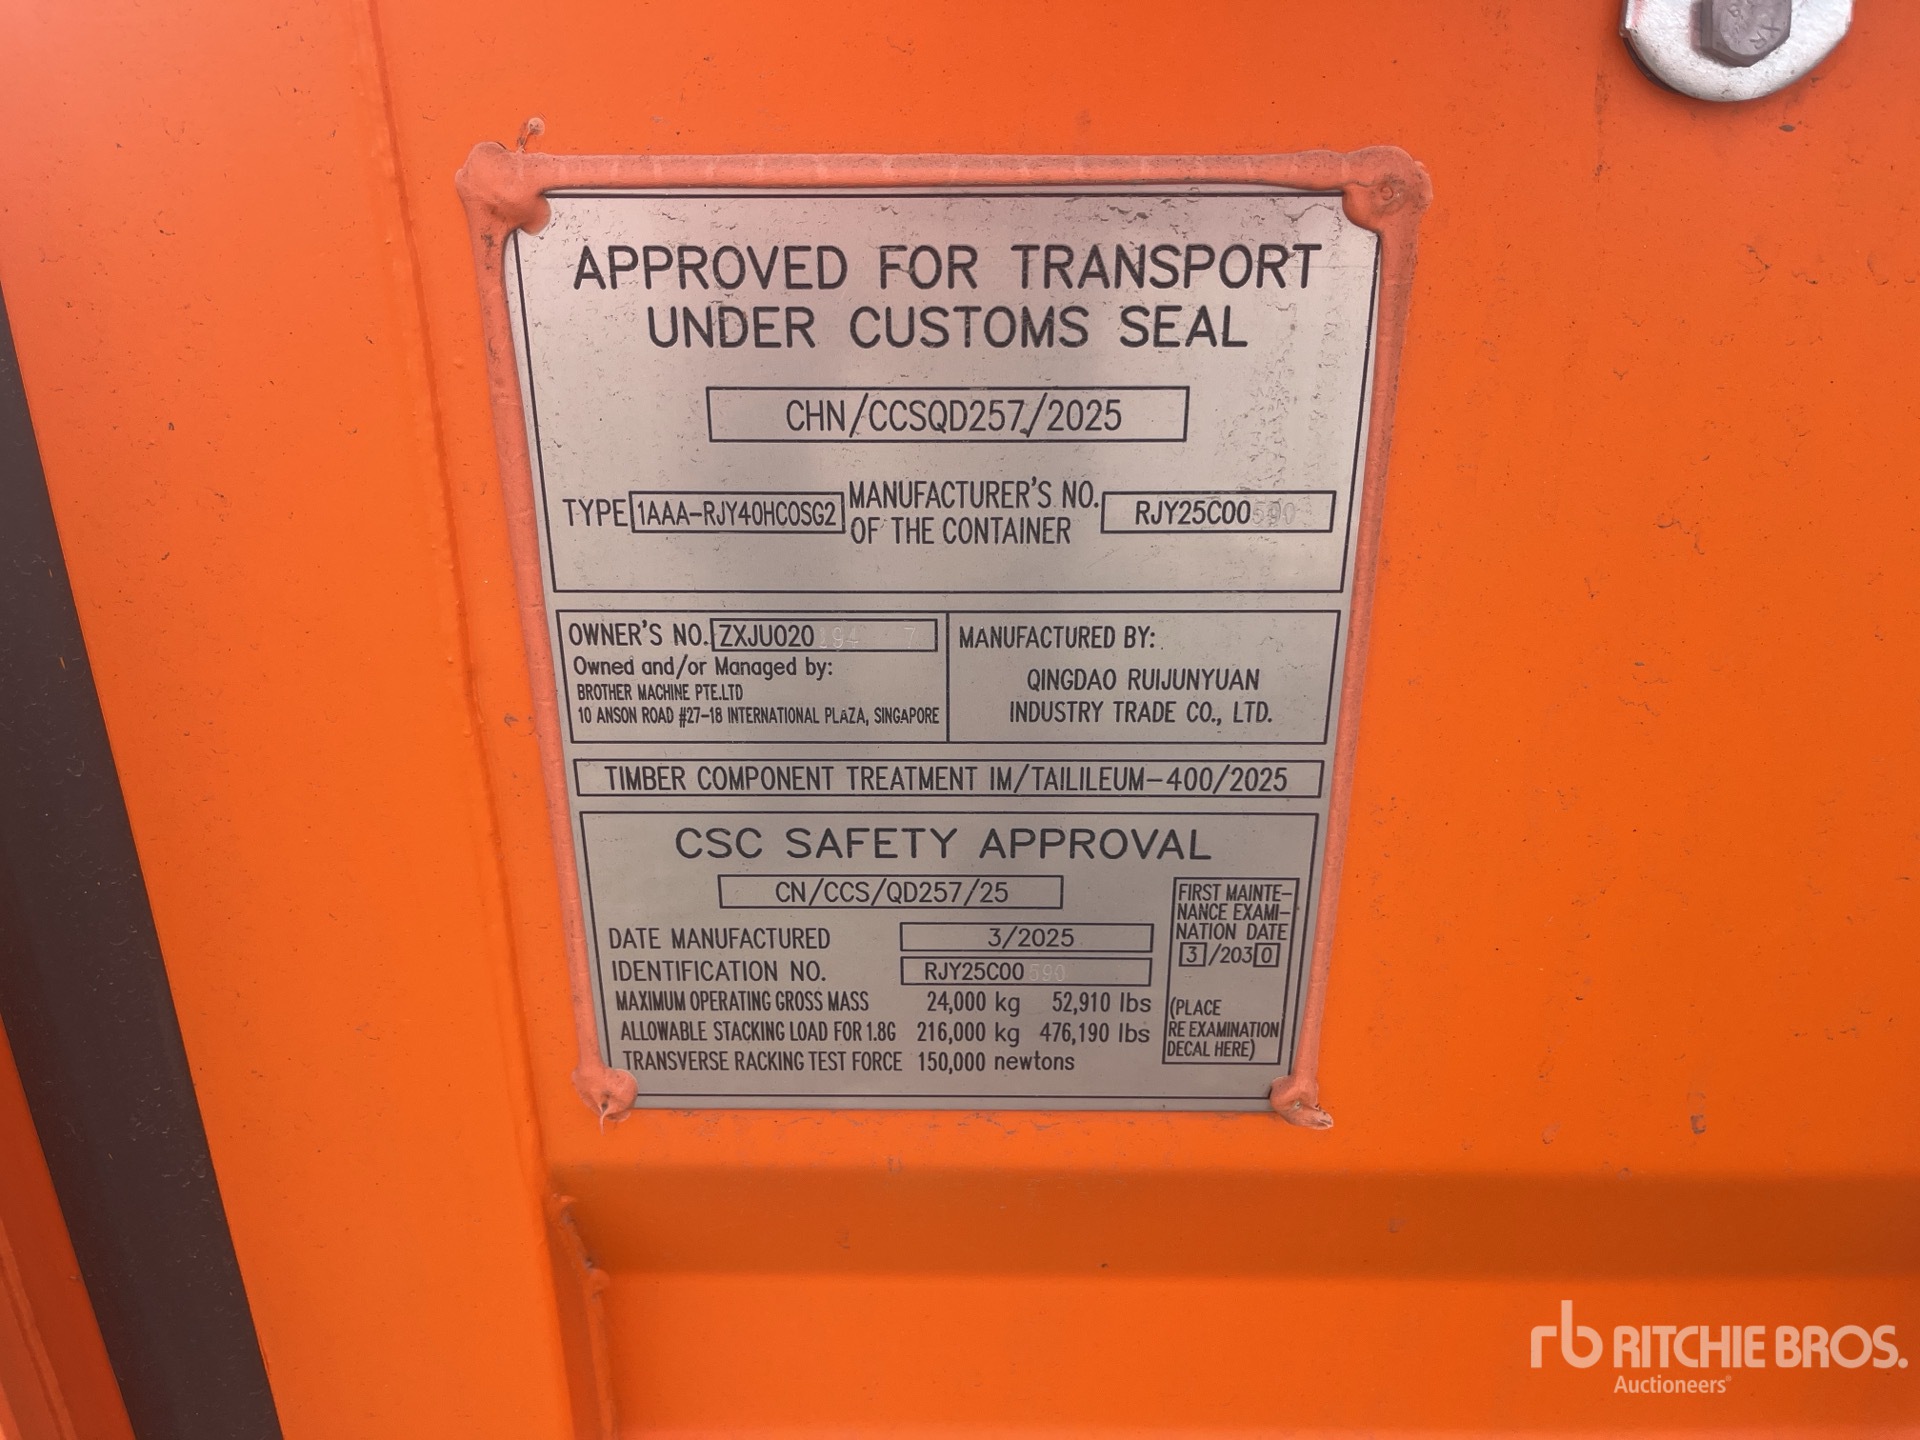 APPROVED FOR TRANSPORT
UNDER CUSTOMS SEAL
CHN/CCSQD257/2025
TYPE 1AAA-RJY40HCOSG2 MANUFACTURER'S NO.
OF THE CONTAINER RJY25C00590
OWNER'S NO. ZXJU020194 7
Owned and/or Managed by:
BROTHER MACHINE PTE.LTD
10 ANSON ROAD #27-18 INTERNATIONAL PLAZA, SINGAPORE
MANUFACTURED BY:
QINGDAO RUIJUNYUAN
INDUSTRY TRADE CO., LTD.
TIMBER COMPONENT TREATMENT IM/TAILILEUM-400/2025
CSC SAFETY APPROVAL
CN/CCS/QD257/25
DATE MANUFACTURED 3/2025
IDENTIFICATION NO. RJY25C00590
MAXIMUM OPERATING GROSS MASS 24,000 kg 52,910 lbs
ALLOWABLE STACKING LOAD FOR 1.8G 216,000 kg 476,190 lbs
TRANSVERSE RACKING TEST FORCE 150,000 newtons
FIRST MAINTE-
NANCE EXAMI-
NATION DATE
3/2030
(PLACE
RE EXAMINATION
DECAL HERE)
rb RITCHIE BROS.
Auctioneers